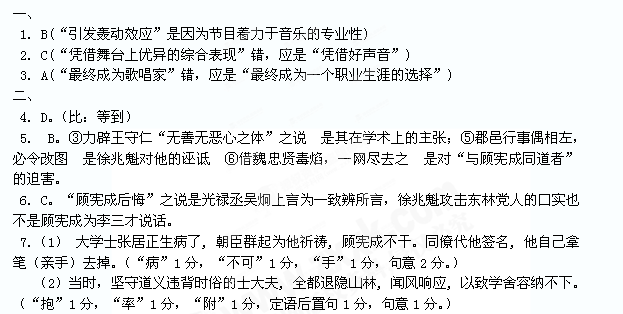 一、
1. B(“引发轰动效应”是因为节目着力于音乐的专业性)
2. C(“凭借舞台上优异的综合表现”错，应是“凭借好声音”)
3. A(“最终成为歌唱家”错，应是“最终成为一个职业生涯的选择”)
二、
4. D。(比：等到)
5. B。③力辟王守仁“无善无恶心之体”之说 是其在学术上的主张；⑤郡邑行事偶相左，
必令改图 是徐兆魁对他的诬诋 ⑥借魏忠贤毒焰，一网尽去之 是对“与顾宪成同道者”
的迫害。
6. C。“顾宪成后悔”之说是光禄丞吴炯上言为一致辨所言，徐兆魁攻击东林党人的口实也
不是顾宪成为李三才说话。
7.（1） 大学士张居正生病了, 朝臣群起为他祈祷, 顾宪成不干。同僚代他签名, 他自己拿
笔（亲手）去掉。（“病”1分，“不可”1分，“手”1分，句意2分。）
（2）当时, 坚守道义违背时俗的士大夫, 全都退隐山林, 闻风响应, 以致学舍容纳不下。
（“抱”1分，“率”1分，“附”1分，定语后置句1分，句意1分。）